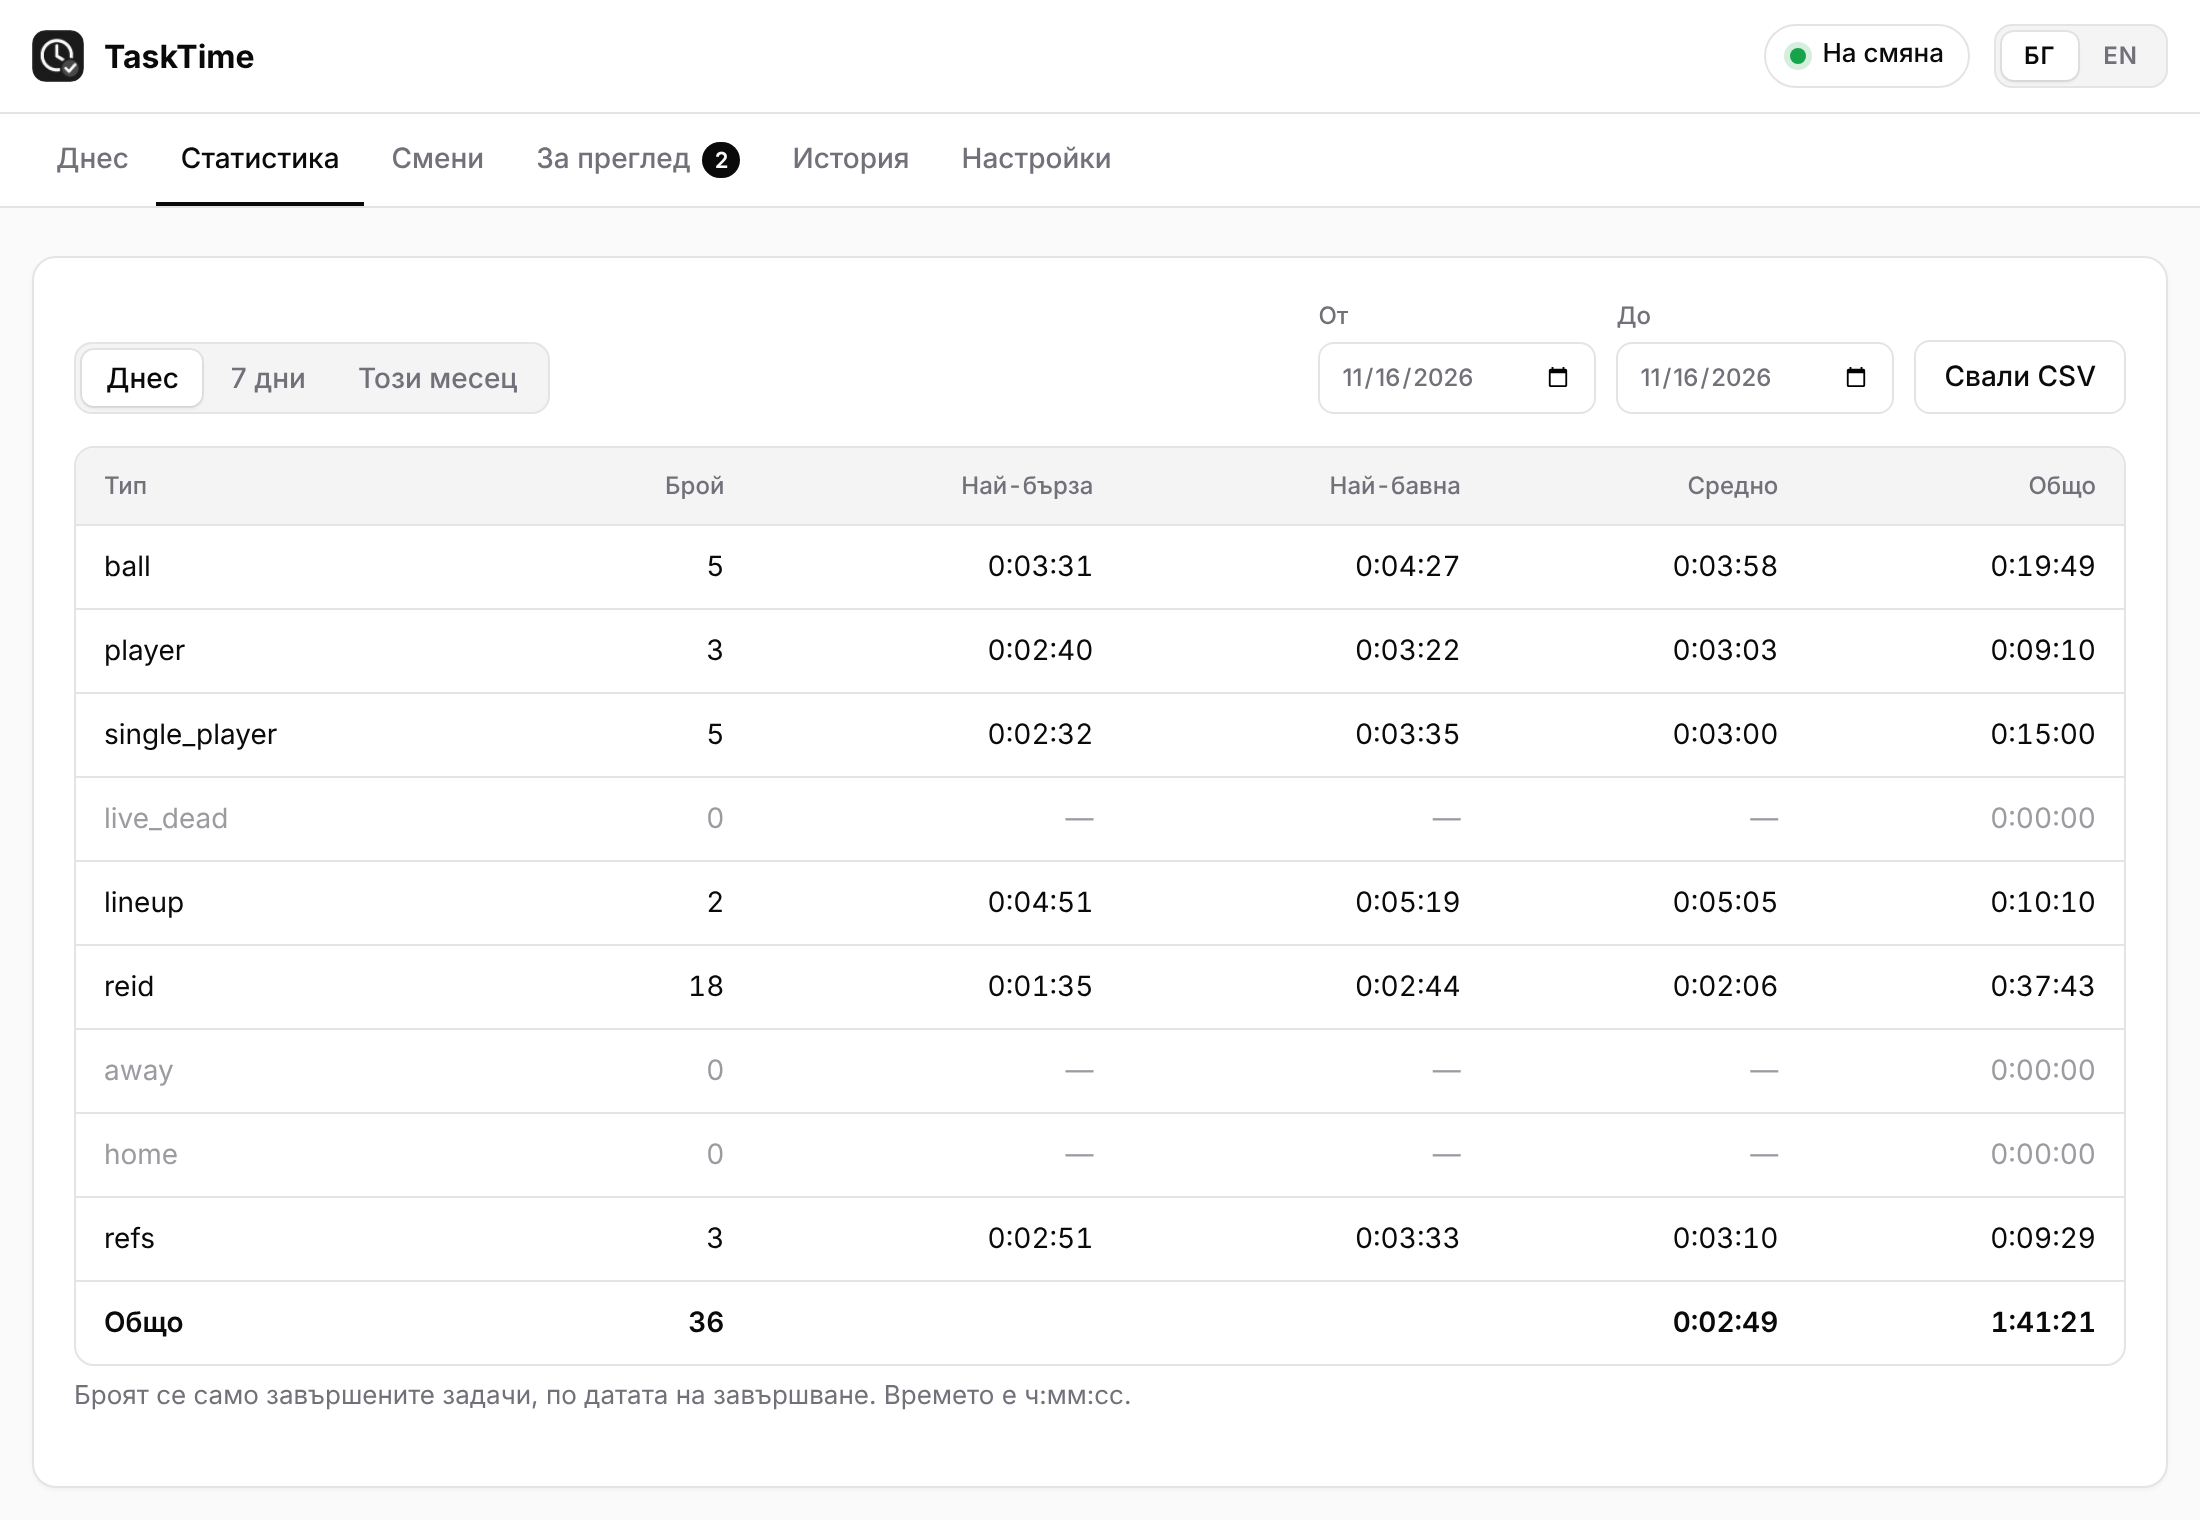 TaskTime
На смяна
БГ EN
Днес Статистика Смени За преглед 2 История Настройки
От До
Днес 7 дни Този месец 11/16/2026 11/16/2026 Свали CSV
Тип Брой Най-бърза Най-бавна Средно Общо
ball 5 0:03:31 0:04:27 0:03:58 0:19:49
player 3 0:02:40 0:03:22 0:03:03 0:09:10
single_player 5 0:02:32 0:03:35 0:03:00 0:15:00
live_dead 0 — — — 0:00:00
lineup 2 0:04:51 0:05:19 0:05:05 0:10:10
reid 18 0:01:35 0:02:44 0:02:06 0:37:43
away 0 — — — 0:00:00
home 0 — — — 0:00:00
refs 3 0:02:51 0:03:33 0:03:10 0:09:29
Общо 36 0:02:49 1:41:21
Броят се само завършените задачи, по датата на завършване. Времето е ч:мм:сс.